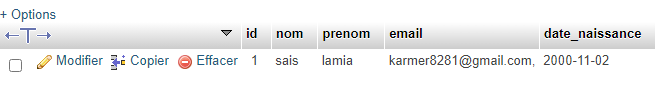 + Options
←T→ id nom prenom email date_naissance
Modifier Copier Effacer 1 sais lamia karmer8281@gmail.com, 2000-11-02